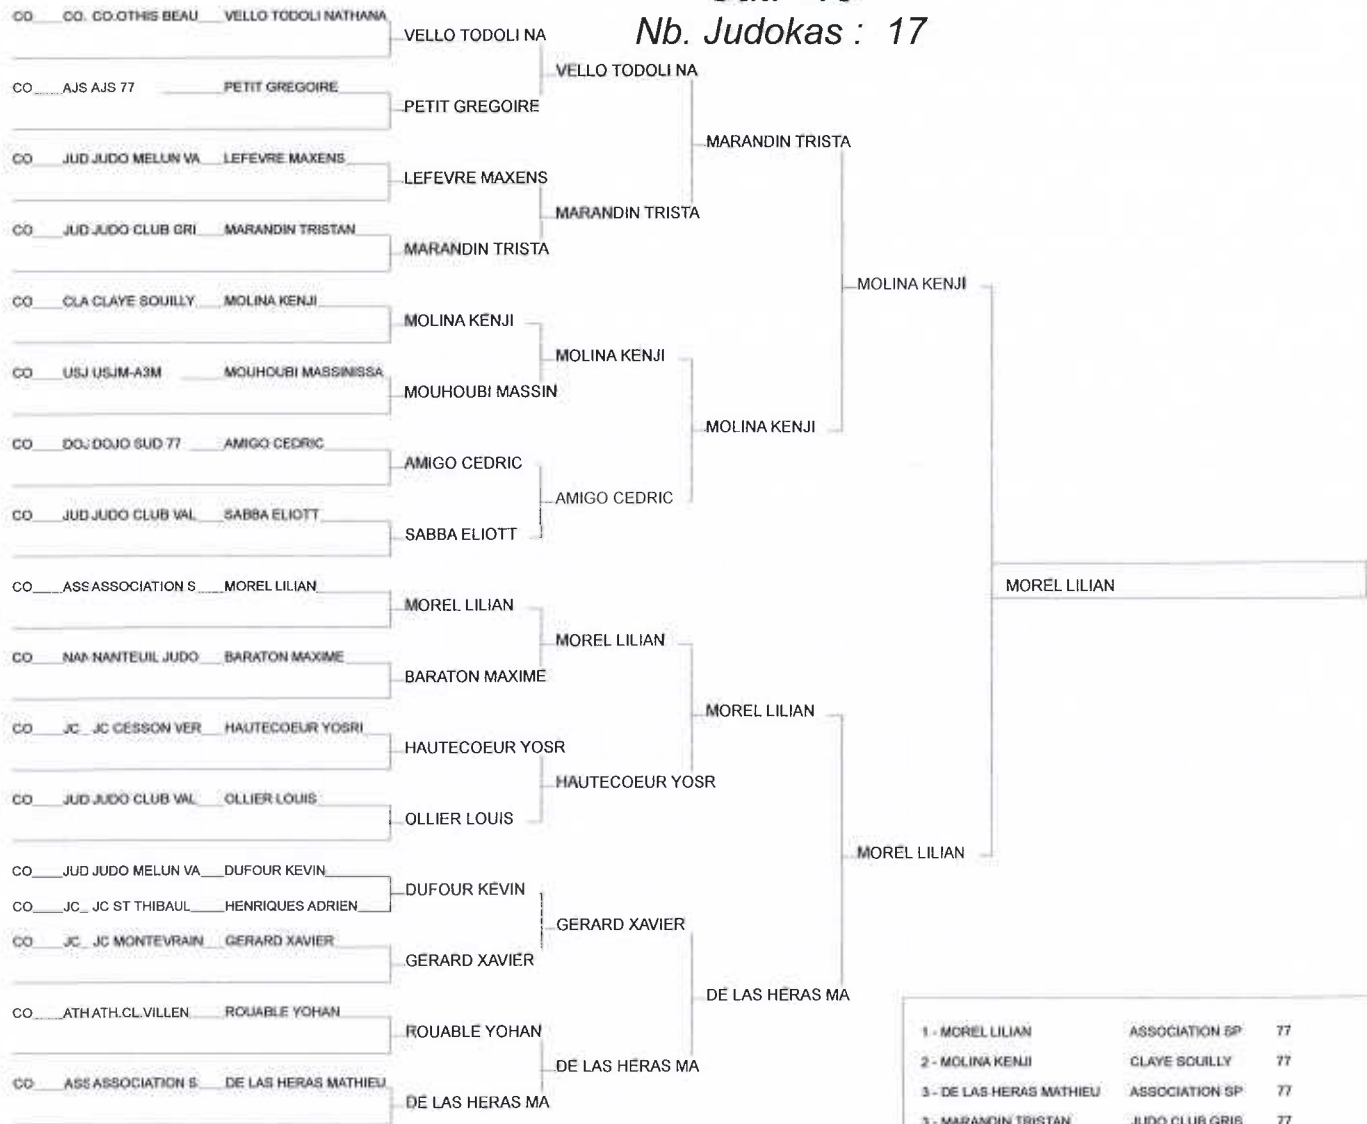 Nb. Judokas : 17
CO CO. CO.OTHIS BEAU VELLO TODOLI NATHANA
VELLO TODOLI NA
VELLO TODOLI NA
CO AJS AJS 77 PETIT GREGOIRE
PETIT GREGOIRE
MARANDIN TRISTA
CO JUD JUDO MELUN VA LEFEVRE MAXENS
LEFEVRE MAXENS
MARANDIN TRISTA
CO JUD JUDO CLUB GRI MARANDIN TRISTAN
MARANDIN TRISTA
MOLINA KENJI
CO CLA CLAYE SOUILLY MOLINA KENJI
MOLINA KENJI
MOLINA KENJI
CO USJ USJM-A3M MOUHOUBI MASSINISSA
MOUHOUBI MASSIN
MOLINA KENJI
CO DOJ DOJO SUD 77 AMIGO CEDRIC
AMIGO CEDRIC
AMIGO CEDRIC
CO JUD JUDO CLUB VAL SABBA ELIOTT
SABBA ELIOTT
MOREL LILIAN
CO ASS ASSOCIATION S MOREL LILIAN
MOREL LILIAN
MOREL LILIAN
CO NAN NANTEUIL JUDO BARATON MAXIME
BARATON MAXIME
MOREL LILIAN
CO JC_ JC CESSON VER HAUTECOEUR YOSRI
HAUTECOEUR YOSR
HAUTECOEUR YOSR
CO JUD JUDO CLUB VAL OLLIER LOUIS
OLLIER LOUIS
MOREL LILIAN
CO JUD JUDO MELUN VA DUFOUR KEVIN
DUFOUR KEVIN
CO JC_ JC ST THIBAUL HENRIQUES ADRIEN
GERARD XAVIER
CO JC_ JC MONTEVRAIN GERARD XAVIER
GERARD XAVIER
DE LAS HERAS MA
CO ATH ATH.CL.VILLEN ROUABLE YOHAN
ROUABLE YOHAN
DE LAS HERAS MA
CO ASS ASSOCIATION S DE LAS HERAS MATHIEU
DE LAS HERAS MA
1 - MOREL LILIAN ASSOCIATION SP 77
2 - MOLINA KENJI CLAYE SOUILLY 77
3 - DE LAS HERAS MATHIEU ASSOCIATION SP 77
3 - MARANDIN TRISTAN JUDO CLUB GRIS 77